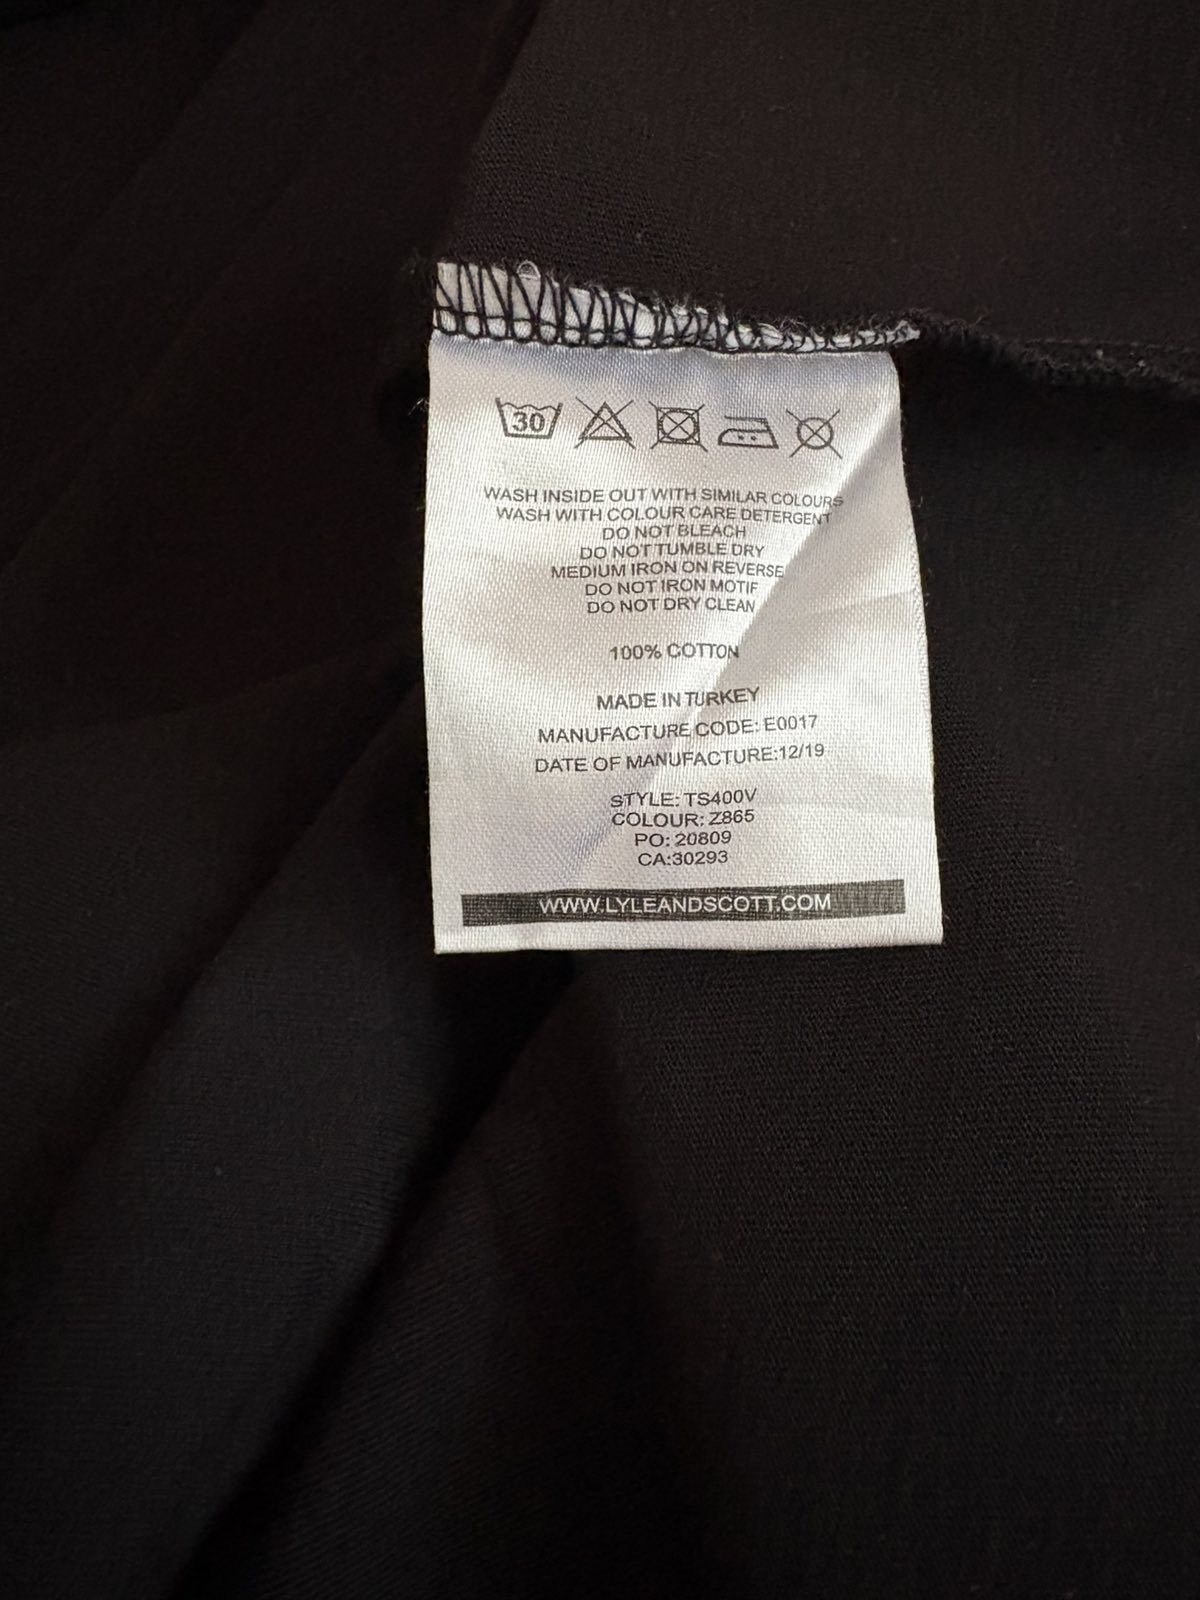 30
WASH INSIDE OUT WITH SIMILAR COLOURS
WASH WITH COLOUR CARE DETERGENT
DO NOT BLEACH
DO NOT TUMBLE DRY
MEDIUM IRON ON REVERSE
DO NOT IRON MOTIF
DO NOT DRY CLEAN
100% COTTON
MADE IN TURKEY
MANUFACTURE CODE: E0017
DATE OF MANUFACTURE:12/19
STYLE: TS400V
COLOUR: Z865
PO: 20809
CA:30293
WWW.LYLEANDSCOTT.COM